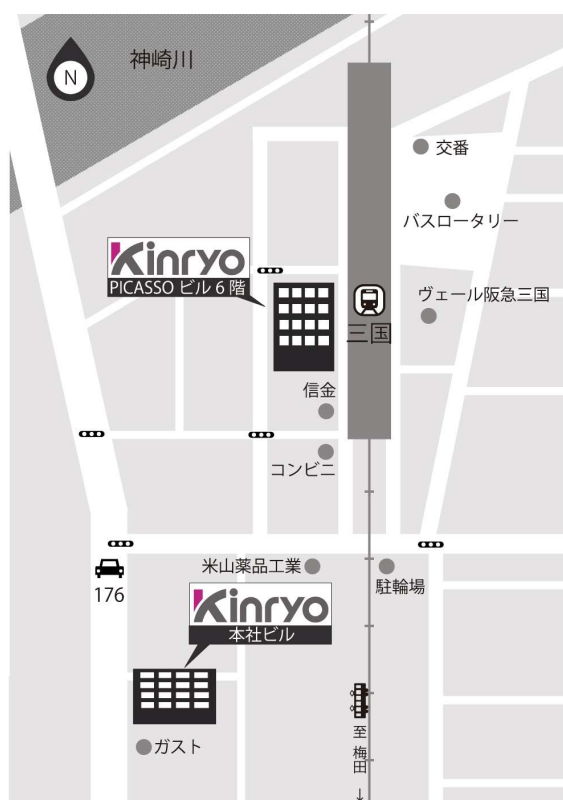 神崎川
N
交番
バスロータリー
Kinryo
PICASSO ビル 6 階
ヴェール阪急三国
三国
信金
コンビニ
米山薬品工業
駐輪場
176
Kinryo
本社ビル
至 梅田 →
ガスト